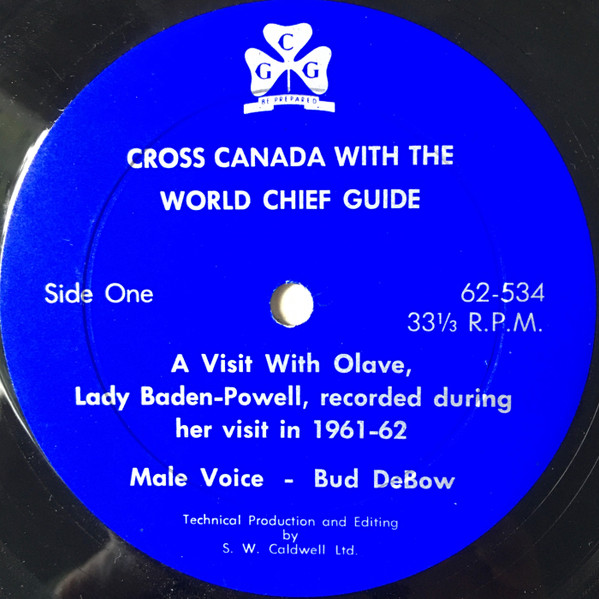 C
G G
BE PREPARED
CROSS CANADA WITH THE
WORLD CHIEF GUIDE
Side One
62-534
33⅓ R.P.M.
A Visit With Olave,
Lady Baden-Powell, recorded during
her visit in 1961-62
Male Voice - Bud DeBow
Technical Production and Editing
by
S. W. Caldwell Ltd.